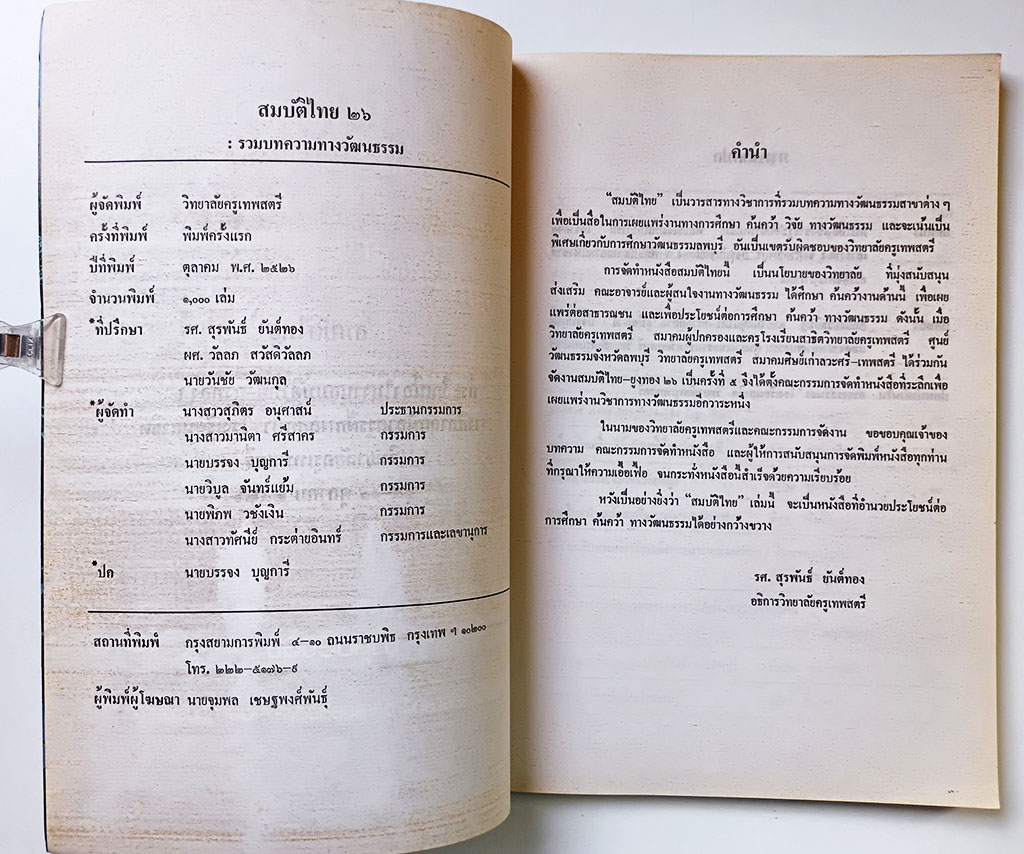 สมบัติไทย ๒๖
: รวมบทความทางวัฒนธรรม
ผู้จัดพิมพ์ วิทยาลัยครูเทพสตรี
ครั้งที่พิมพ์ พิมพ์ครั้งแรก
ปีที่พิมพ์ ตุลาคม พ.ศ. ๒๕๒๖
จำนวนพิมพ์ ๑,๐๐๐ เล่ม
*ที่ปรึกษา รศ. สุรพันธ์ ยันต์ทอง
ผศ. วัลลภ สวัสดิวัลลภ
นายวันชัย วัฒนกุล
*ผู้จัดทำ นางสาวสุภิตร อนุศาสน์ ประธานกรรมการ
นางสาวมานิตา ศรีสาคร กรรมการ
นายบรรจง บุญการี กรรมการ
นายวิบูล จันทร์แย้ม กรรมการ
นายพิภพ วชังเงิน กรรมการ
นางสาวทัศนีย์ กระต่ายอินทร์ กรรมการและเลขานุการ
*ปก นายบรรจง บุญการี
สถานที่พิมพ์ กรุงสยามการพิมพ์ ๔-๑๐ ถนนราชบพิธ กรุงเทพ ฯ ๑๐๒๐๐
โทร. ๒๒๒-๕๑๗๖-๙
ผู้พิมพ์ผู้โฆษณา นายจุมพล เชษฐพงศ์พันธุ์
คำนำ
“สมบัติไทย” เป็นวารสารทางวิชาการที่รวมบทความทางวัฒนธรรมสาขาต่าง ๆ
เพื่อเป็นสื่อในการเผยแพร่งานทางการศึกษา ค้นคว้า วิจัย ทางวัฒนธรรม และจะเน้นเป็น
พิเศษเกี่ยวกับการศึกษาวัฒนธรรมลพบุรี อันเป็นเขตรับผิดชอบของวิทยาลัยครูเทพสตรี
การจัดทำหนังสือสมบัติไทยนี้ เป็นนโยบายของวิทยาลัย ที่มุ่งสนับสนุน
ส่งเสริม คณะอาจารย์และผู้สนใจงานทางวัฒนธรรม ได้ศึกษา ค้นคว้างานด้านนี้ เพื่อเผย
แพร่ต่อสาธารณชน และเพื่อประโยชน์ต่อการศึกษา ค้นคว้า ทางวัฒนธรรม ดังนั้น เมื่อ
วิทยาลัยครูเทพสตรี สมาคมผู้ปกครองและครูโรงเรียนสาธิตวิทยาลัยครูเทพสตรี ศูนย์
วัฒนธรรมจังหวัดลพบุรี วิทยาลัยครูเทพสตรี สมาคมศิษย์เก่าละวะศรี-เทพสตรี ได้ร่วมกัน
จัดงานสมบัติไทย-ยูงทอง ๒๖ เป็นครั้งที่ ๕ จึงได้ตั้งคณะกรรมการจัดทำหนังสือที่ระลึกเพื่อ
เผยแพร่งานวิชาการทางวัฒนธรรมอีกวาระหนึ่ง
ในนามของวิทยาลัยครูเทพสตรีและคณะกรรมการจัดงาน ขอขอบคุณเจ้าของ
บทความ คณะกรรมการจัดทำหนังสือ และผู้ให้การสนับสนุนการจัดพิมพ์หนังสือทุกท่าน
ที่กรุณาให้ความเอื้อเฟื้อ จนกระทั่งหนังสือนี้สำเร็จด้วยความเรียบร้อย
หวังเป็นอย่างยิ่งว่า “สมบัติไทย” เล่มนี้ จะเป็นหนังสือที่อำนวยประโยชน์ต่อ
การศึกษา ค้นคว้า ทางวัฒนธรรมได้อย่างกว้างขวาง
รศ. สุรพันธ์ ยันต์ทอง
อธิการวิทยาลัยครูเทพสตรี